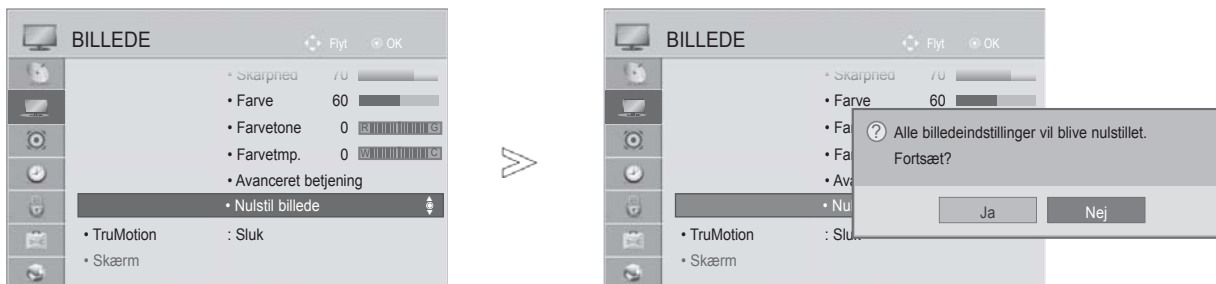 BILLEDE Flyt OK
• Skarphed 70
• Farve 60
• Farvetone 0 R G
• Farvetmp. 0 W C
• Avanceret betjening
• Nulstil billede
• TruMotion : Sluk
• Skærm
BILLEDE Flyt OK
• Skarphed 70
• Farve 60
• Fa
• Fa
• Ava
• Nu
• TruMotion : Sluk
• Skærm
? Alle billedeindstillinger vil blive nulstillet.
Fortsæt?
Ja Nej